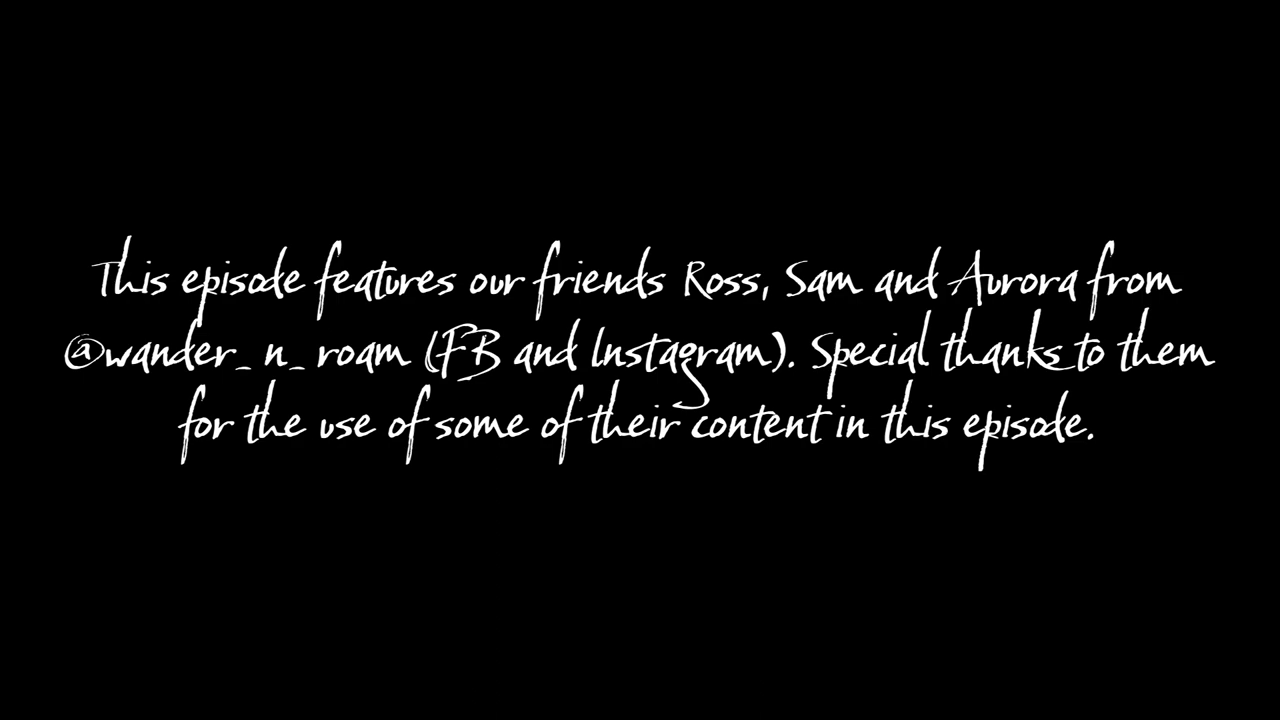 This episode features our friends Ross, Sam and Aurora from
@wander_n_roam (FB and Instagram). Special thanks to them
for the use of some of their content in this episode.